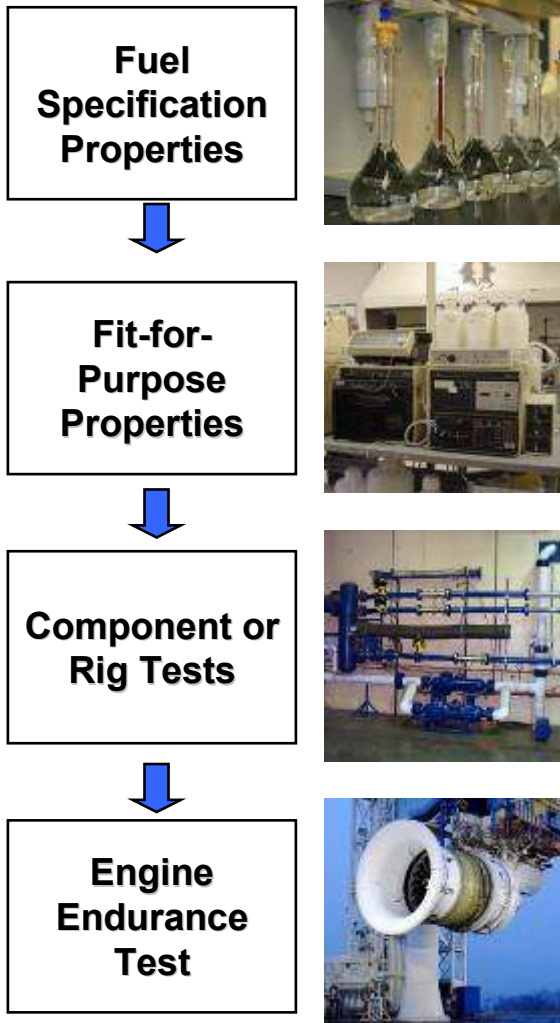 Fuel
Specification
Properties
Fit-for-
Purpose
Properties
Component or
Rig Tests
Engine
Endurance
Test